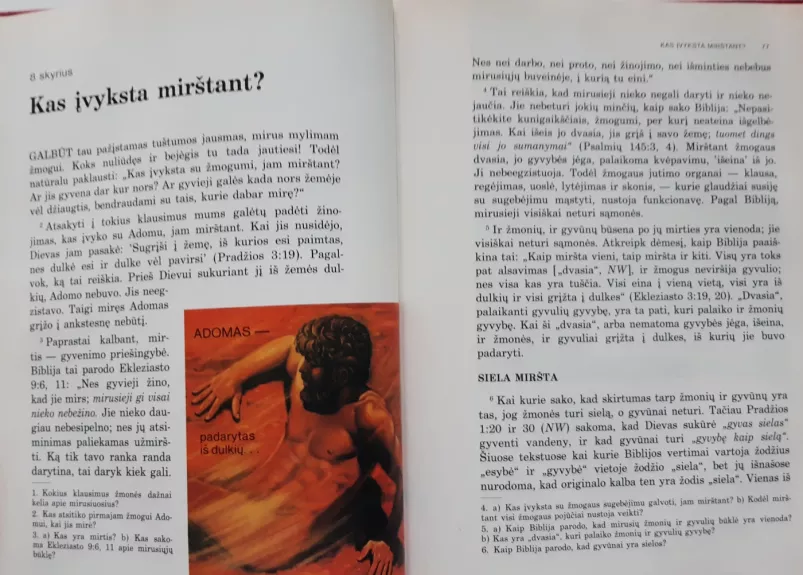 8 skyrius
Kas įvyksta mirštant?
GALBŪT tau pažįstamas tuštumos jausmas, mirus mylimam
žmogui. Koks nuliūdęs ir bejėgis tu tada jautiesi! Todėl
natūralu paklausti: „Kas įvyksta su žmogumi, jam mirštant?
Ar jis gyvena dar kur nors? Ar gyvieji galės kada nors žemėje
vėl džiaugtis, bendraudami su tais, kurie dabar mirę?“
2 Atsakyti į tokius klausimus mums galėtų padėti žino-
jimas, kas įvyko su Adomu, jam mirštant. Kai jis nusidėjo,
Dievas jam pasakė: 'Sugrįši į žemę, iš kurios esi paimtas,
nes dulkė esi ir dulke vėl pavirsi' (Pradžios 3:19). Pagal-
vok, ką tai reiškia. Prieš Dievui sukuriant jį iš žemės dul-
kių, Adomo nebuvo. Jis neeg-
zistavo. Taigi miręs Adomas
grįžo į ankstesnę nebūtį.
3 Paprastai kalbant, mir-
tis — gyvenimo priešingybė.
Biblija tai parodo Ekleziasto
9:6, 11: „Nes gyvieji žino,
kad jie mirs; mirusieji gi visai
nieko nebežino. Jie nieko dau-
giau nebesipelno; nes jų atsi-
minimas paliekamas užmirš-
tį. Ką tik tavo ranka randa
darytina, tai daryk kiek gali.
1. Kokius klausimus žmonės dažnai
kelia apie mirusiuosius?
2. Kas atsitiko pirmajam žmogui Ado-
mui, kai jis mirė?
3. a) Kas yra mirtis? b) Kas sako-
ma Ekleziasto 9:6, 11 apie mirusiųjų
būklę?
ADOMAS —
padarytas
iš dulkių. . .
KAS ĮVYKSTA MIRŠTANT? 77
Nes nei darbo, nei proto, nei žinojimo, nei išminties nebebus
mirusiųjų buveinėje, į kurią tu eini.“
4 Tai reiškia, kad mirusieji nieko negali daryti ir nieko ne-
jaučia. Jie nebeturi jokių minčių, kaip sako Biblija: „Nepasi-
tikėkite kunigaikščiais, žmogumi, per kurį neateina išgelbė-
jimas. Kai išeis jo dvasia, jis grįš į savo žemę; tuomet dings
visi jo sumanymai“ (Psalmių 145:3, 4). Mirštant žmogaus
dvasia, jo gyvybės jėga, palaikoma kvėpavimu, 'išeina' iš jo.
Ji nebeegzistuoja. Todėl žmogaus jutimo organai — klausa,
regėjimas, uoslė, lytėjimas ir skonis, — kurie glaudžiai susiję
su sugebėjimu mąstyti, nustoja funkcionavę. Pagal Bibliją,
mirusieji visiškai neturi sąmonės.
5 Ir žmonių, ir gyvūnų būsena po jų mirties yra vienoda; jie
visiškai neturi sąmonės. Atkreipk dėmesį, kaip Biblija paaiš-
kina tai: „Kaip miršta vieni, taip miršta ir kiti. Visų yra toks
pat alsavimas [„dvasia“, NW], ir žmogus neviršija gyvulio;
nes visa kas yra tuščia. Visi eina į vieną vietą, visi yra iš
dulkių ir visi grįžta į dulkes“ (Ekleziasto 3:19, 20). „Dvasia“,
palaikanti gyvulių gyvybę, yra ta pati, kuri palaiko ir žmonių
gyvybę. Kai ši „dvasia“, arba nematoma gyvybės jėga, išeina,
ir žmonės, ir gyvuliai grįžta į dulkes, iš kurių jie buvo
padaryti.
SIELA MIRŠTA
6 Kai kurie sako, kad skirtumas tarp žmonių ir gyvūnų yra
tas, jog žmonės turi sielą, o gyvūnai neturi. Tačiau Pradžios
1:20 ir 30 (NW) sakoma, kad Dievas sukūrė „gyvas sielas“
gyventi vandeny, ir kad gyvūnai turi „gyvybę kaip sielą“.
Šiuose tekstuose kai kurie Biblijos vertimai vartoja žodžius
„esybė“ ir „gyvybė“ vietoje žodžio „siela“, bet jų išnašose
nurodoma, kad originalo kalba ten yra žodis „siela“. Vienas iš
4. a) Kas įvyksta su žmogaus sugebėjimu galvoti, jam mirštant? b) Kodėl mirš-
tant visi žmogaus pojūčiai nustoja veikti?
5. a) Kaip Biblija parodo, kad mirusių žmonių ir gyvulių būklė yra vienoda?
b) Kas yra „dvasia“, kuri palaiko žmonių ir gyvulių gyvybę?
6. Kaip Biblija parodo, kad gyvūnai yra sielos?